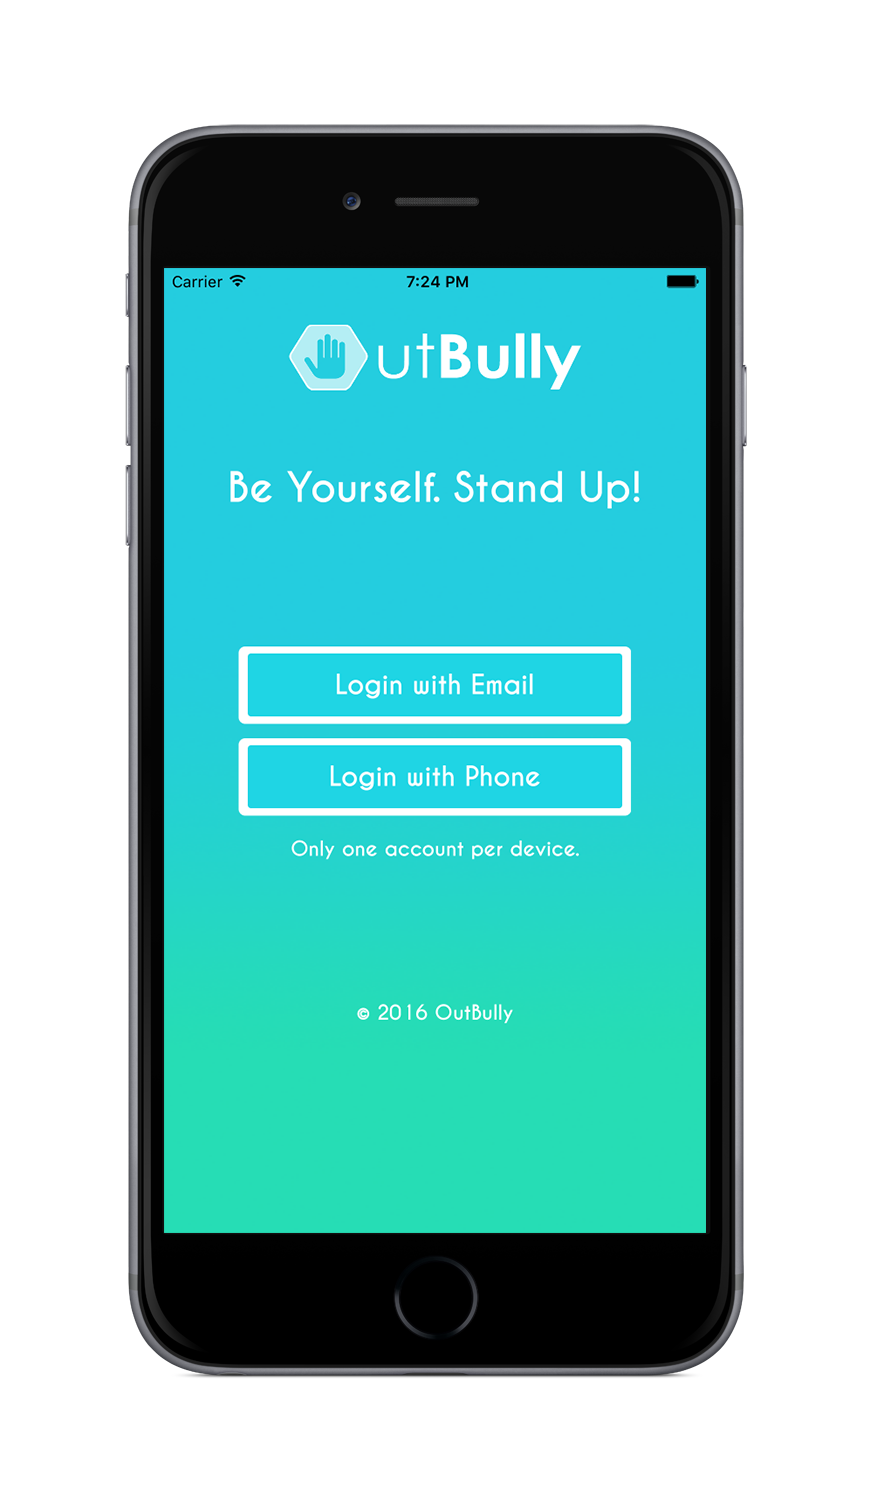 Carrier 7:24 PM
utBully
Be Yourself. Stand Up!
Login with Email
Login with Phone
Only one account per device.
© 2016 OutBully